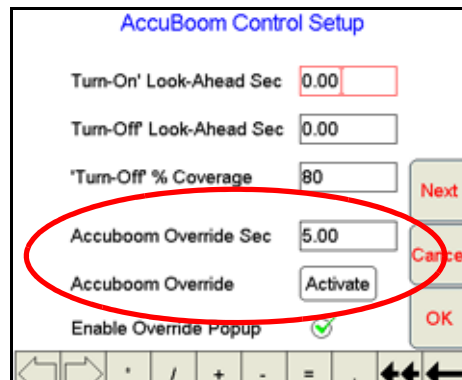 AccuBoom Control Setup
Turn-On' Look-Ahead Sec 0.00
Turn-Off' Look-Ahead Sec 0.00
'Turn-Off' % Coverage 80
Next
Accuboom Override Sec 5.00
Cancel
Accuboom Override Activate
Enable Override Popup
OK
' / + - = .